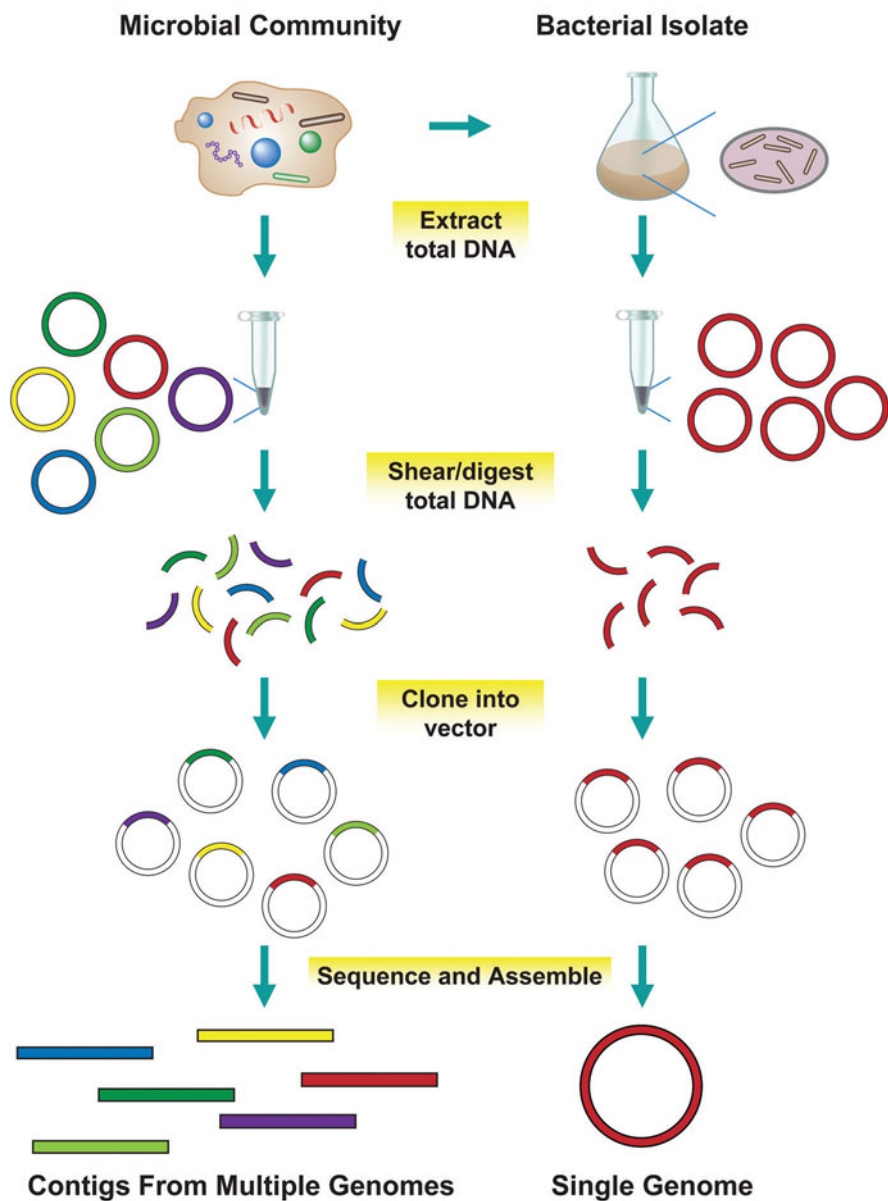 Microbial Community
Bacterial Isolate
Extract
total DNA
Shear/digest
total DNA
Clone into
vector
Sequence and Assemble
Contigs From Multiple Genomes
Single Genome